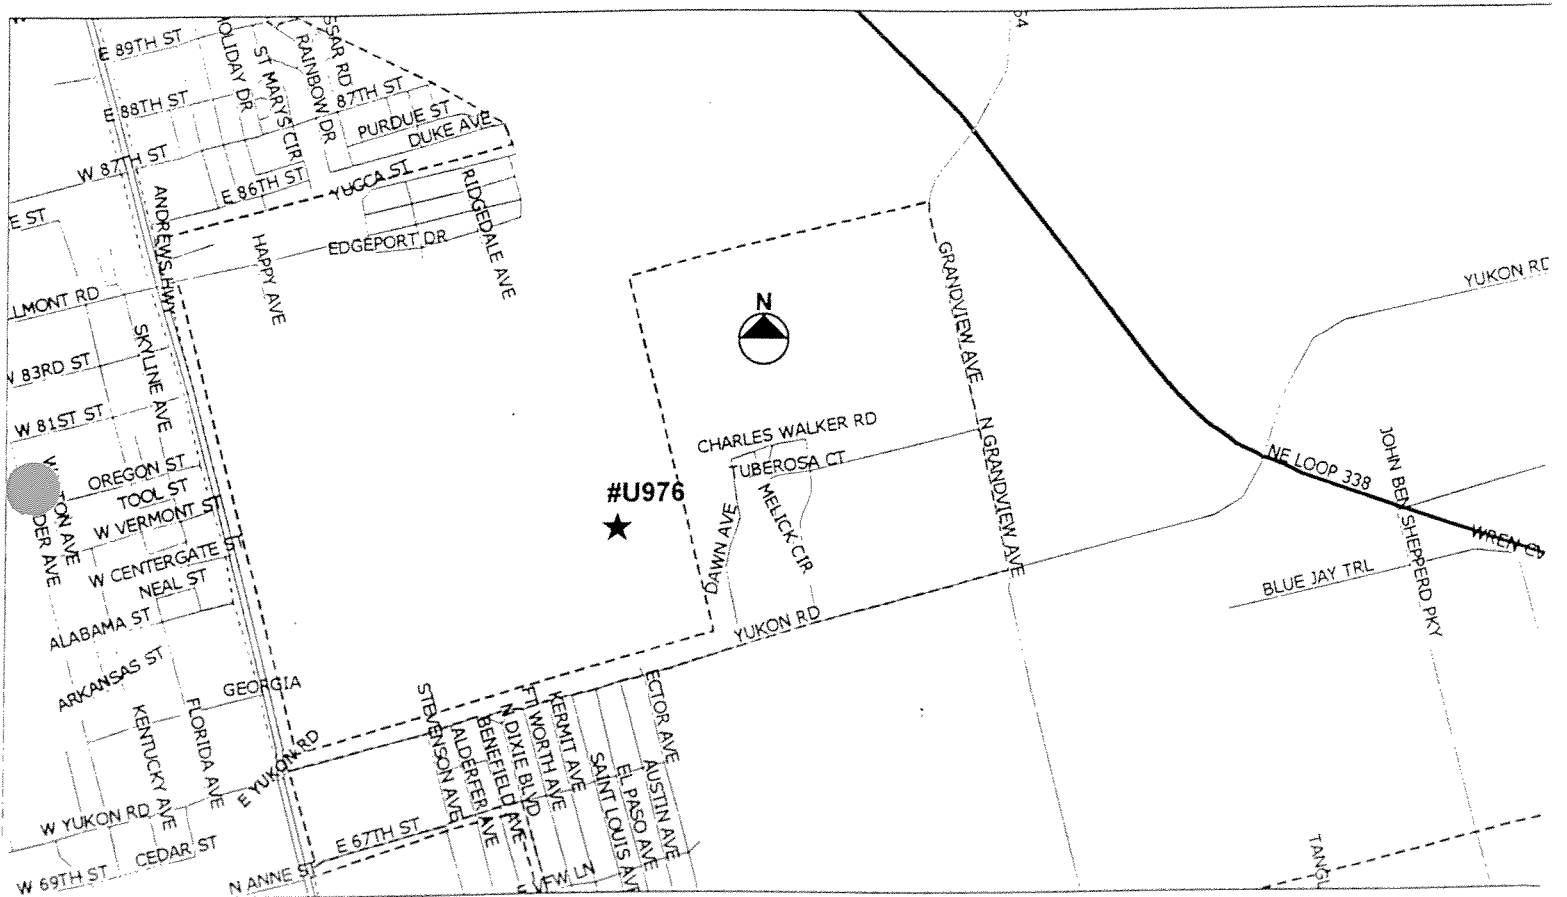 E 89TH ST
ST MARYS CIR
RAINBOW DR
87TH ST
E 88TH ST
PURDUE ST
DUKE AVE
W 87TH ST
E 86TH ST
YUCCA ST
RIDGEDALE AVE
ANDREWS HWY
E ST
HAPPY AVE
EDGEPORT DR
GRANDVIEW AVE
YUKON RD
LMONT RD
N
SKYLINE AVE
83RD ST
W 81ST ST
CHARLES WALKER RD
N GRANDVIEW AVE
TUBEROSA CT
JOHN BEN SHEPPERD PKY
NE LOOP 338
OREGON ST
TOOL ST
#U976
MELICK CIR
W VERMONT ST
DAWN AVE
WREN
DER AVE
W CENTERGATE ST
NEAL ST
BLUE JAY TRL
ALABAMA ST
YUKON RD
ARKANSAS ST
GEORGIA
STEVENSON AVE
ALDERFER AVE
BENEFIELD AVE
N DIXIE BLVD
FT WORTH AVE
KERMIT AVE
SAINT LOUIS AVE
EL PASO AVE
ECTOR AVE
AUSTIN AVE
KENTUCKY AVE
FLORIDA AVE
E YUKON RD
W YUKON RD
E 67TH ST
CEDAR ST
W 69TH ST
N ANNE S
VFW LN
TANGL